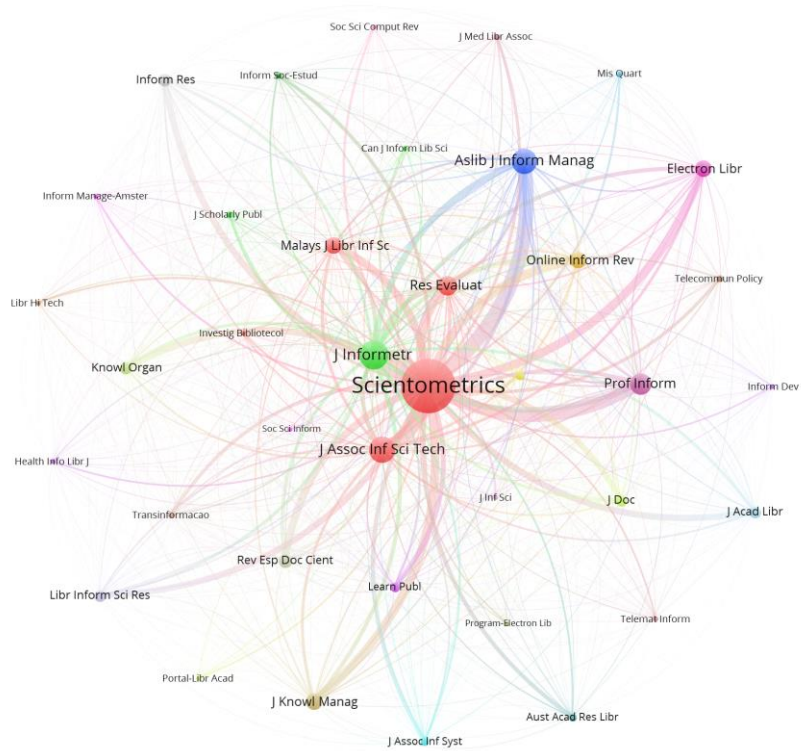 Soc Sci Comput Rev
J Med Libr Assoc
Inform Res
Inform Soc-Estud
Mis Quart
Can J Inform Lib Sci
Aslib J Inform Manag
Electron Libr
Inform Manage-Amster
J Scholarly Publ
Malays J Libr Inf Sc
Online Inform Rev
Res Evaluat
Telecommun Policy
Libr Hi Tech
Investig Bibliotecol
J Informetr
Knowl Organ
Scientometrics
Prof Inform
Inform Dev
Soc Sci Inform
J Assoc Inf Sci Tech
Health Info Libr J
J Inf Sci
J Doc
Transinformacao
J Acad Libr
Rev Esp Doc Cient
Learn Publ
Libr Inform Sci Res
Program-Electron Lib
Telemat Inform
Portal-Libr Acad
J Knowl Manag
Aust Acad Res Libr
J Assoc Inf Syst